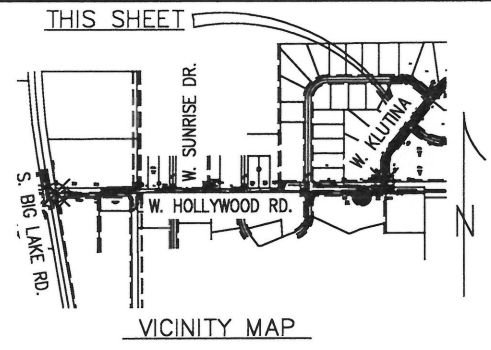 THIS SHEET
W. SUNRISE DR.
W. KLUTINA
W. HOLLYWOOD RD.
S. BIG LAKE RD.
N
VICINITY MAP